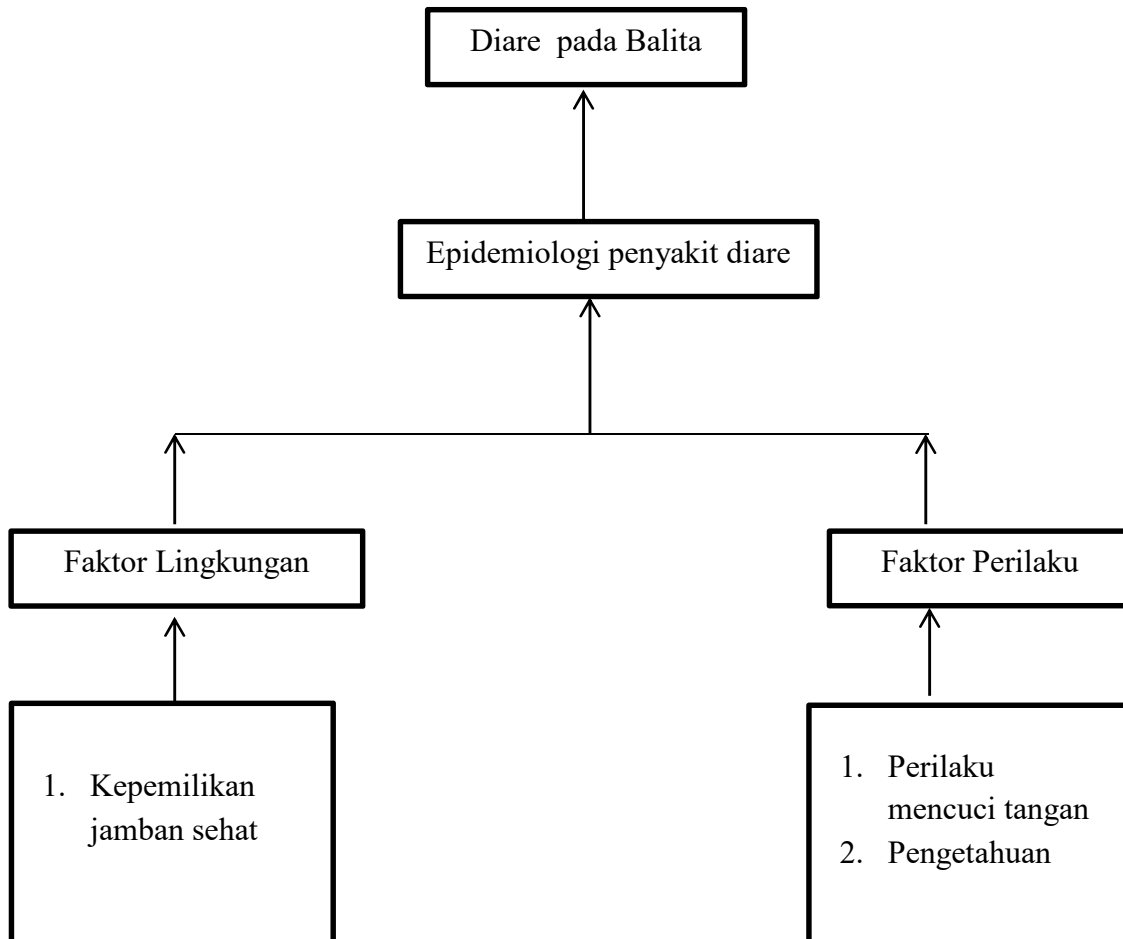 Diare  pada Balita
Epidemiologi penyakit diare
Faktor Lingkungan
Faktor Perilaku
1. Kepemilikan
jamban sehat
1. Perilaku
mencuci tangan
2. Pengetahuan